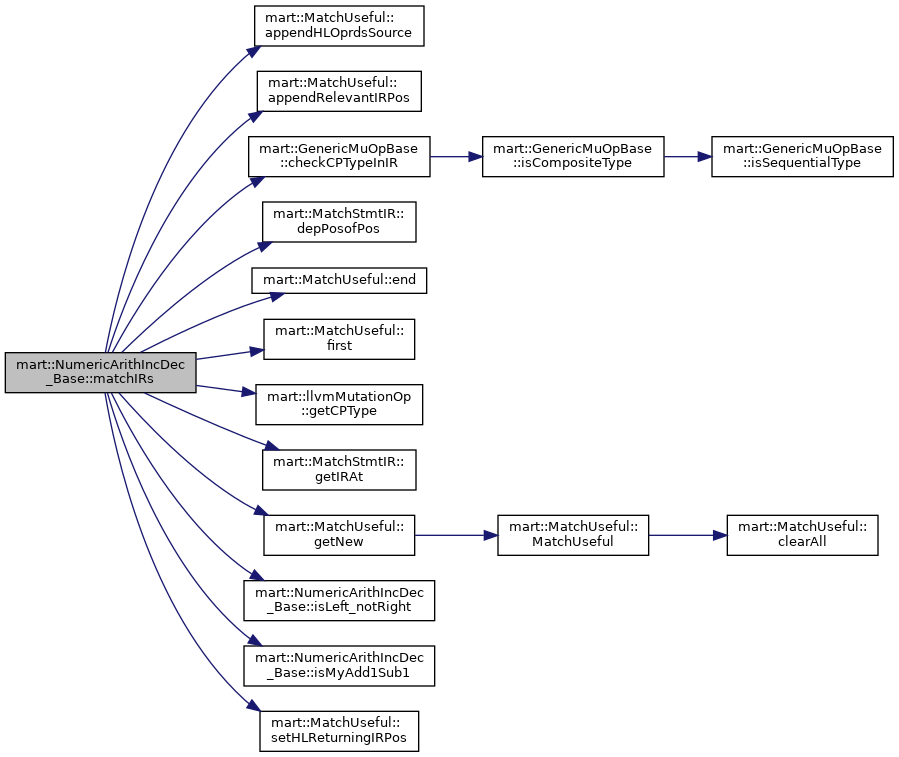 mart::MatchUseful::
appendHLOprdsSource
mart::MatchUseful::
appendRelevantIRPos
mart::GenericMuOpBase
::checkCPTypeInIR
mart::GenericMuOpBase
::isCompositeType
mart::GenericMuOpBase
::isSequentialType
mart::MatchStmtIR::
depPosofPos
mart::MatchUseful::end
mart::MatchUseful::
first
mart::NumericArithIncDec
_Base::matchIRs
mart::llvmMutationOp
::getCPType
mart::MatchStmtIR::
getIRAt
mart::MatchUseful::
getNew
mart::MatchUseful::
MatchUseful
mart::MatchUseful::
clearAll
mart::NumericArithIncDec
_Base::isLeft_notRight
mart::NumericArithIncDec
_Base::isMyAdd1Sub1
mart::MatchUseful::
setHLReturningIRPos